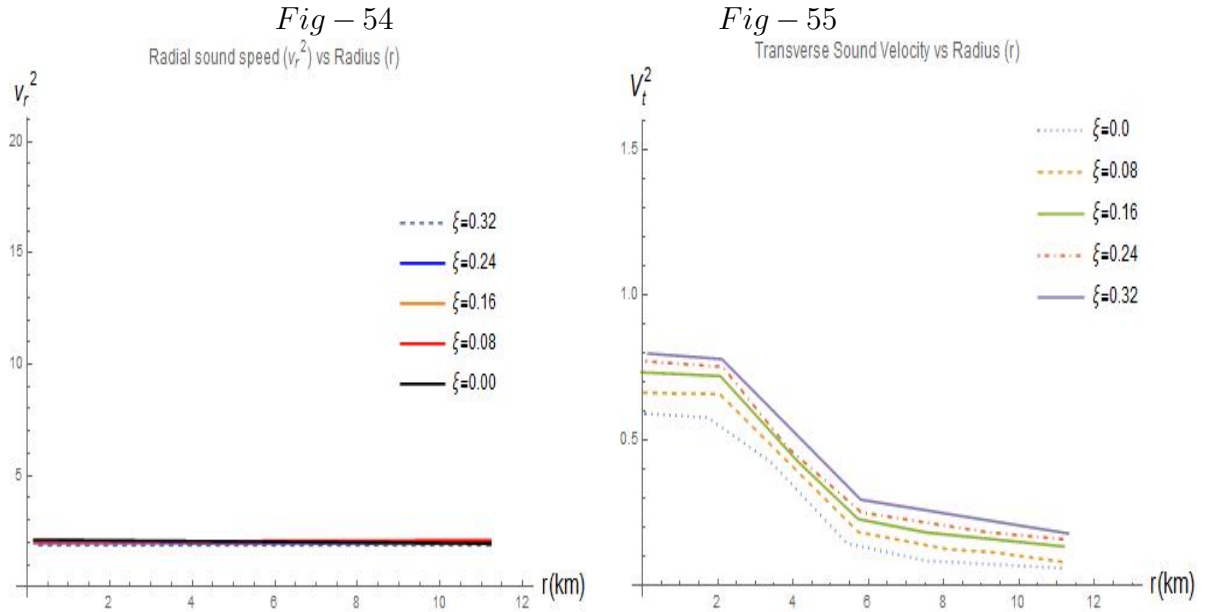 Fig – 54
Radial sound speed (v_r^2) vs Radius (r)
v_r^2
20
15
10
5
2
4
6
8
10
12
r(km)
ξ=0.32
ξ=0.24
ξ=0.16
ξ=0.08
ξ=0.00
Fig – 55
Transverse Sound Velocity vs Radius (r)
V_t^2
1.5
1.0
0.5
2
4
6
8
10
12
r(km)
ξ=0.0
ξ=0.08
ξ=0.16
ξ=0.24
ξ=0.32